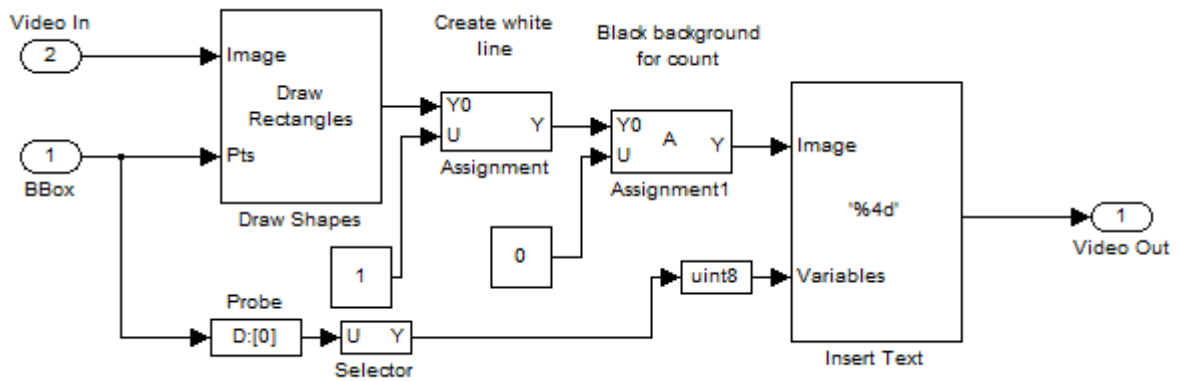 Video In
2
Image
Draw
Rectangles
Pts
Draw Shapes
1
BBox
Create white
line
Y0
U
Y
Assignment
Black background
for count
Y0
U
A
Y
Assignment1
1
0
Image
'%4d'
Variables
Insert Text
1
Video Out
uint8
Probe
D:[0]
U
Y
Selector